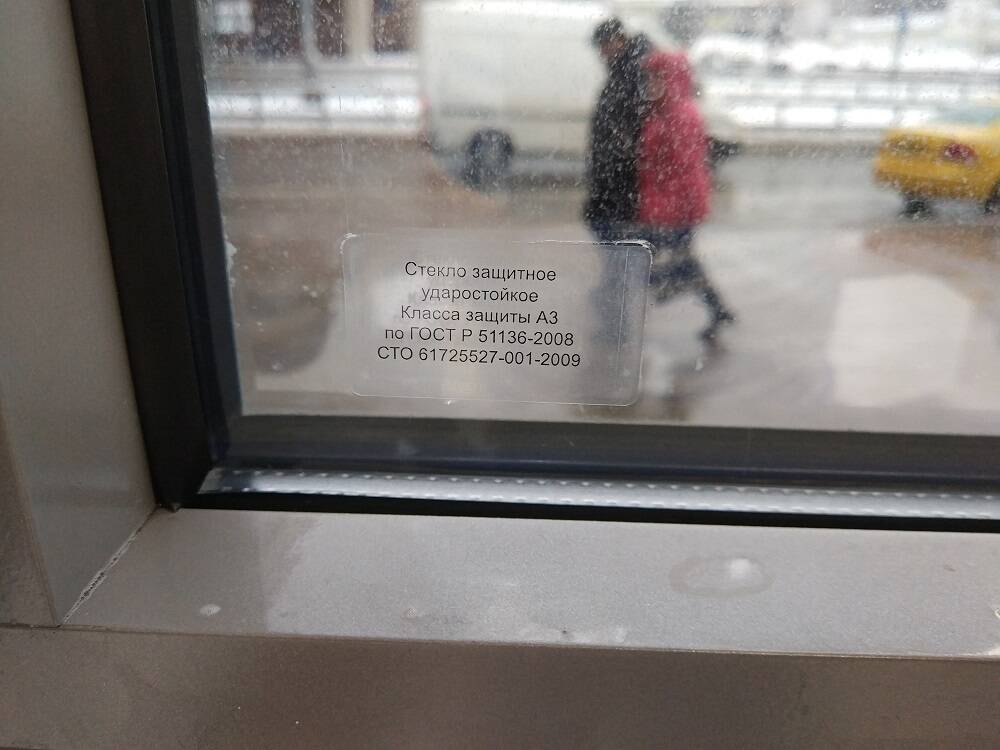 Стекло защитное
ударостойкое
Класса защиты А3
по ГОСТ Р 51136-2008
СТО 61725527-001-2009